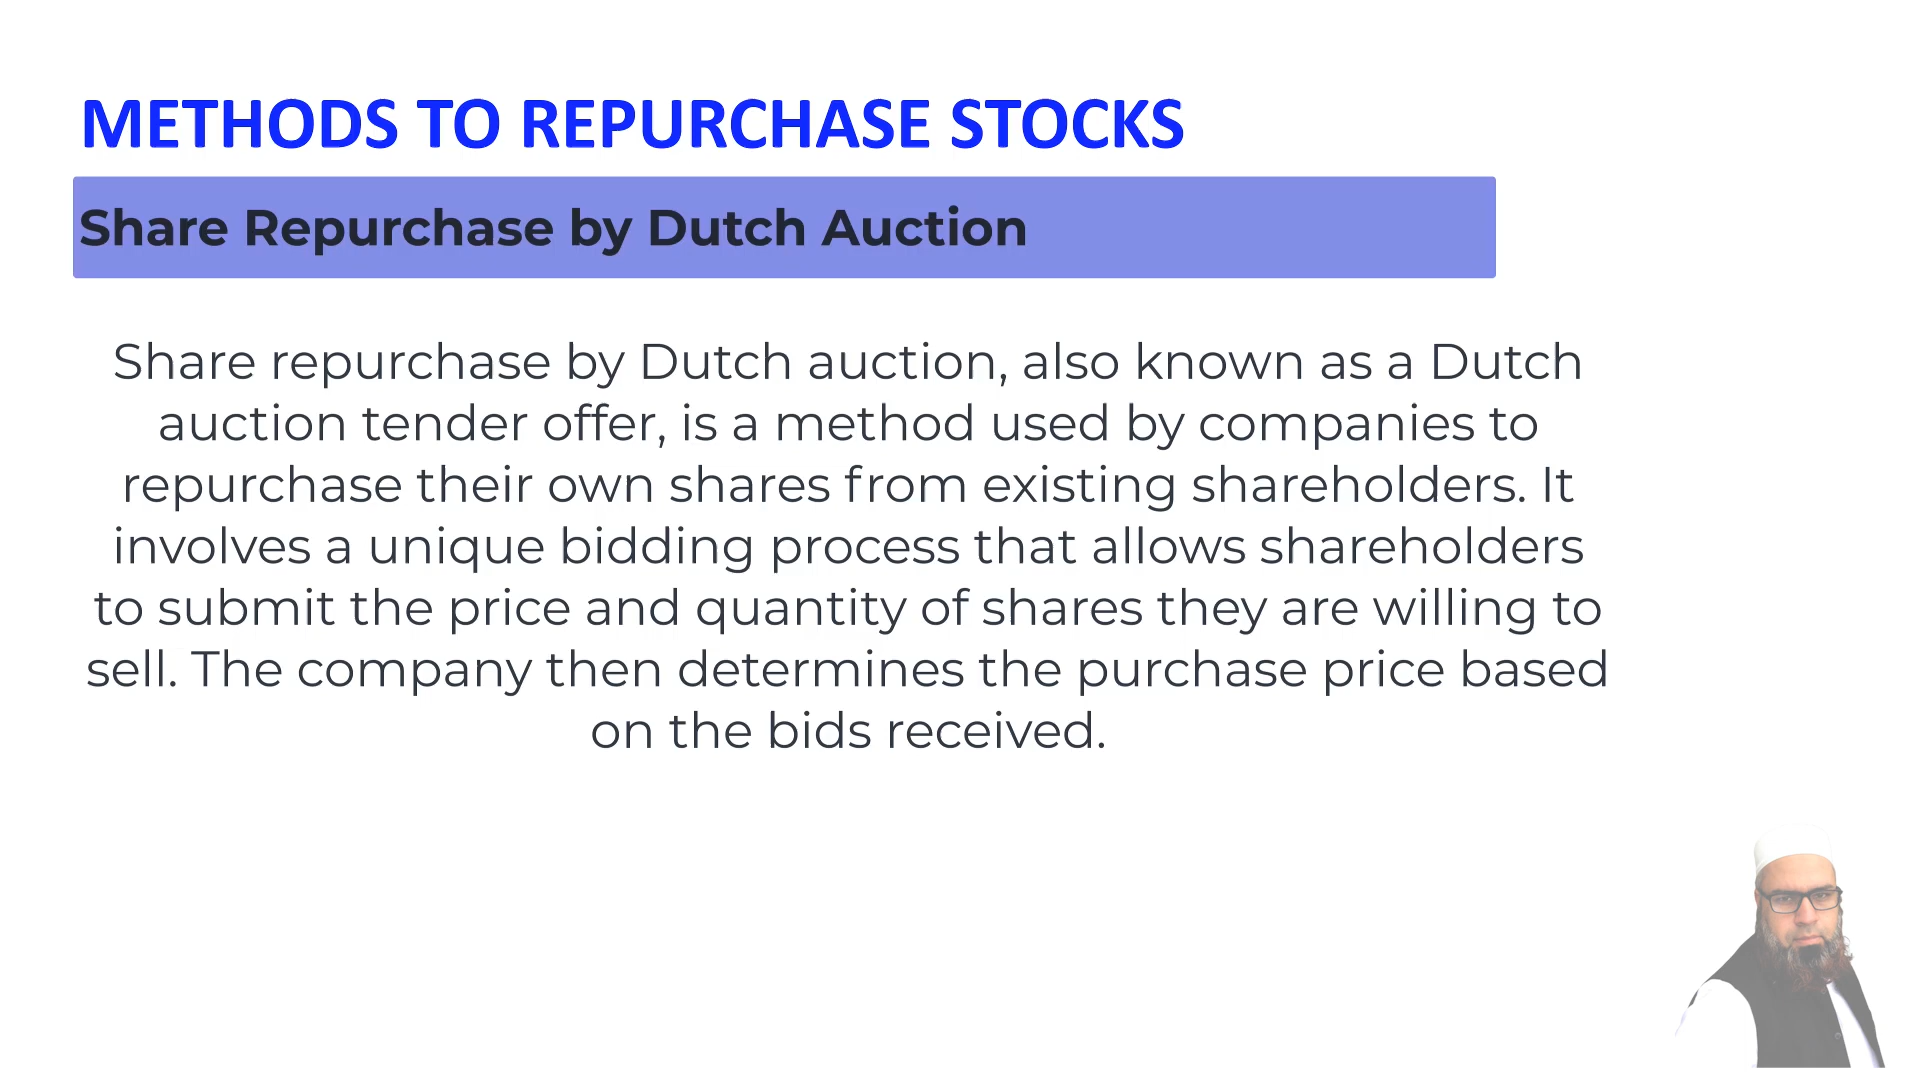 METHODS TO REPURCHASE STOCKS
Share Repurchase by Dutch Auction
Share repurchase by Dutch auction, also known as a Dutch
auction tender offer, is a method used by companies to
repurchase their own shares from existing shareholders. It
involves a unique bidding process that allows shareholders
to submit the price and quantity of shares they are willing to
sell. The company then determines the purchase price based
on the bids received.